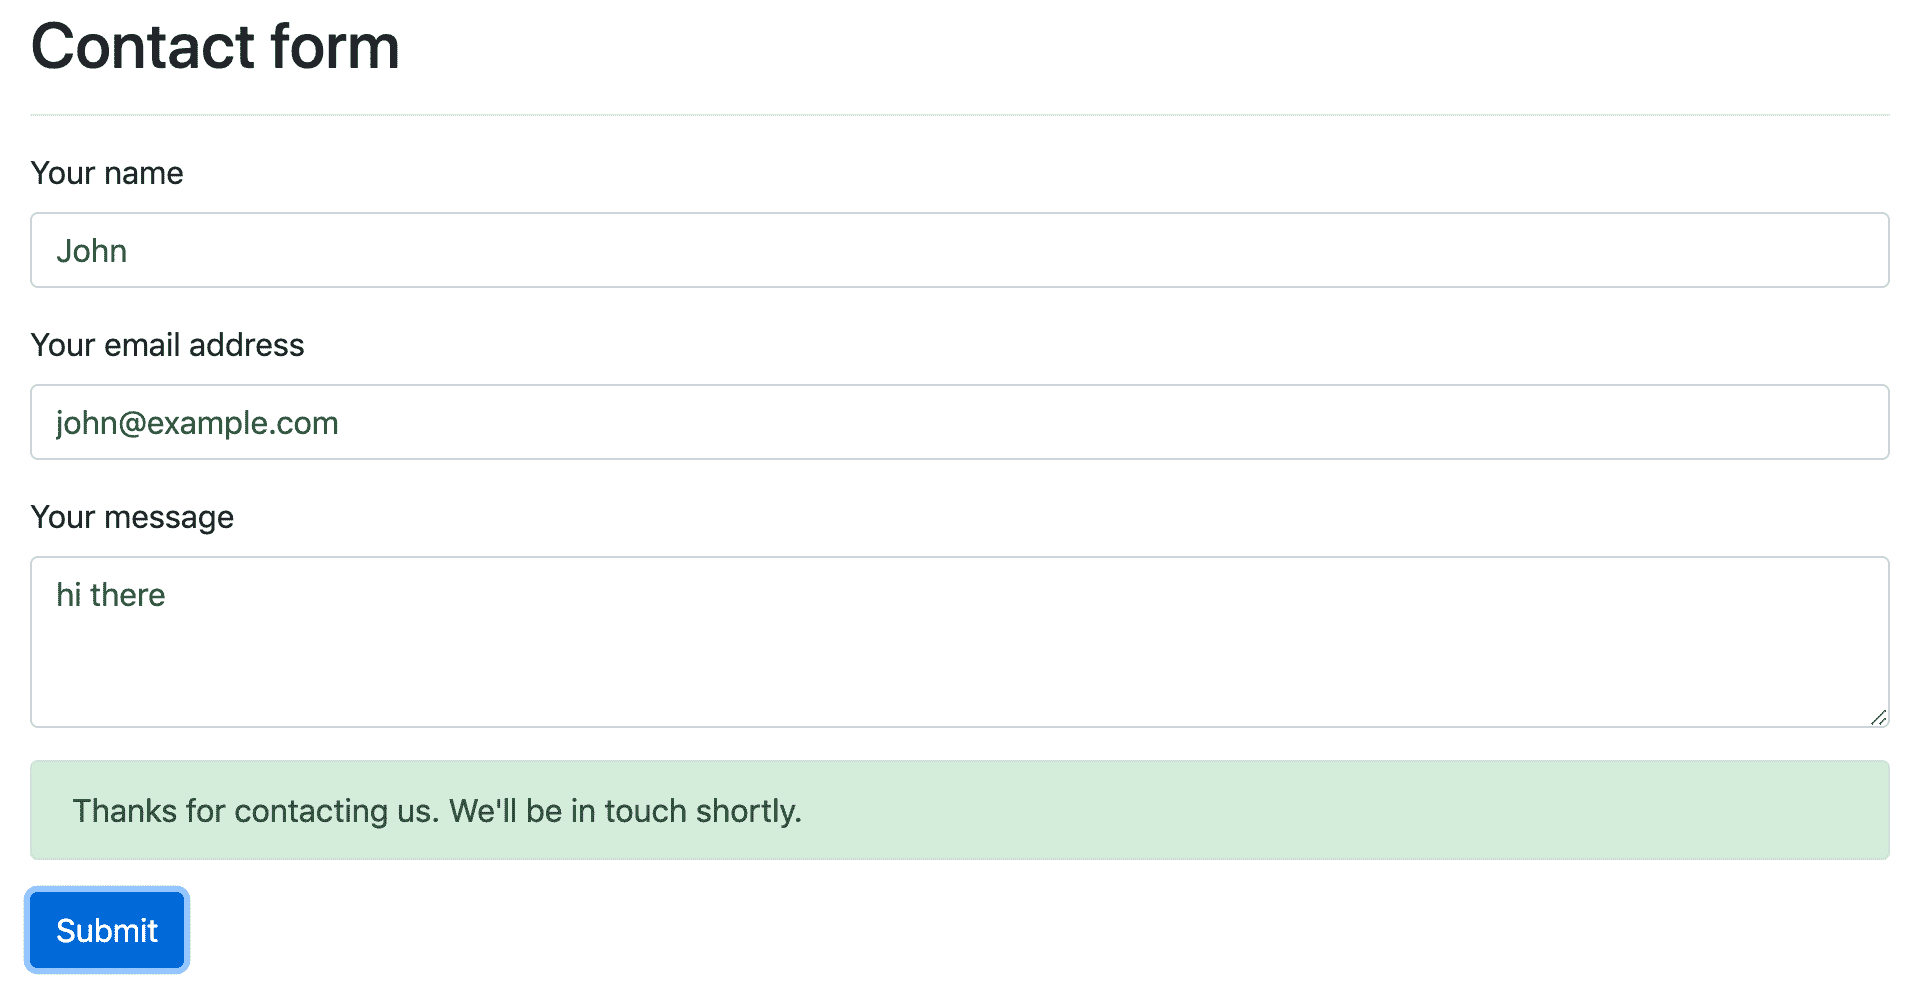 Contact form
Your name
John
Your email address
john@example.com
Your message
hi there
Thanks for contacting us. We'll be in touch shortly.
Submit